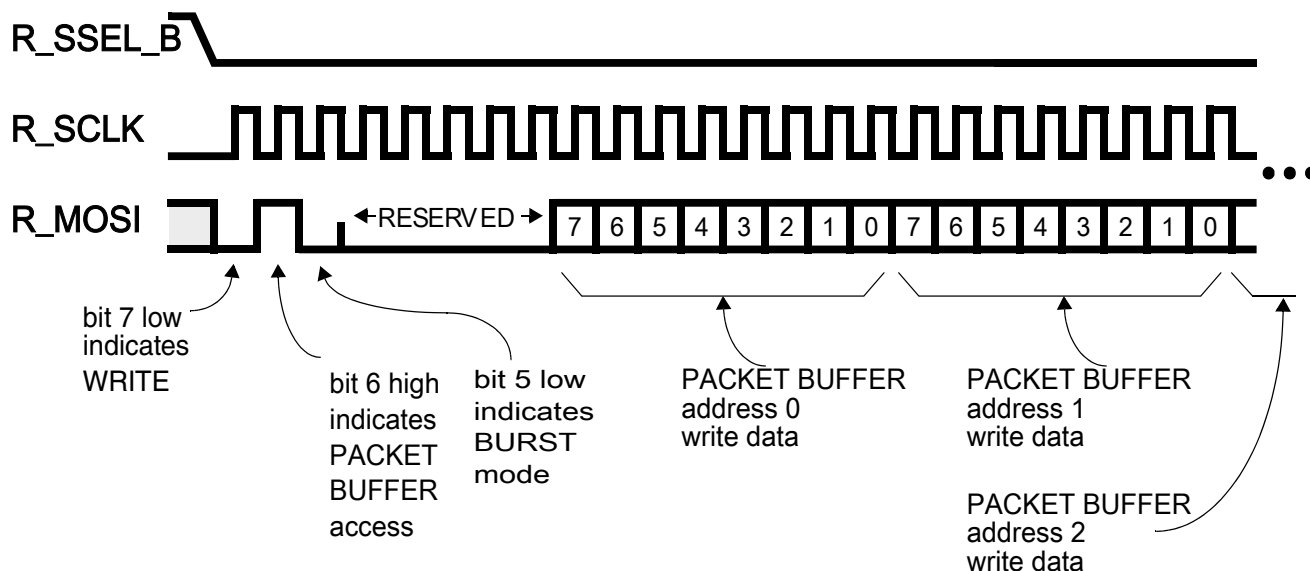 R_SSEL_B
R_SCLK
R_MOSI
RESERVED
7 6 5 4 3 2 1 0 7 6 5 4 3 2 1 0
bit 7 low
indicates
WRITE
bit 6 high
indicates
PACKET
BUFFER
access
bit 5 low
indicates
BURST
mode
PACKET BUFFER
address 0
write data
PACKET BUFFER
address 1
write data
PACKET BUFFER
address 2
write data